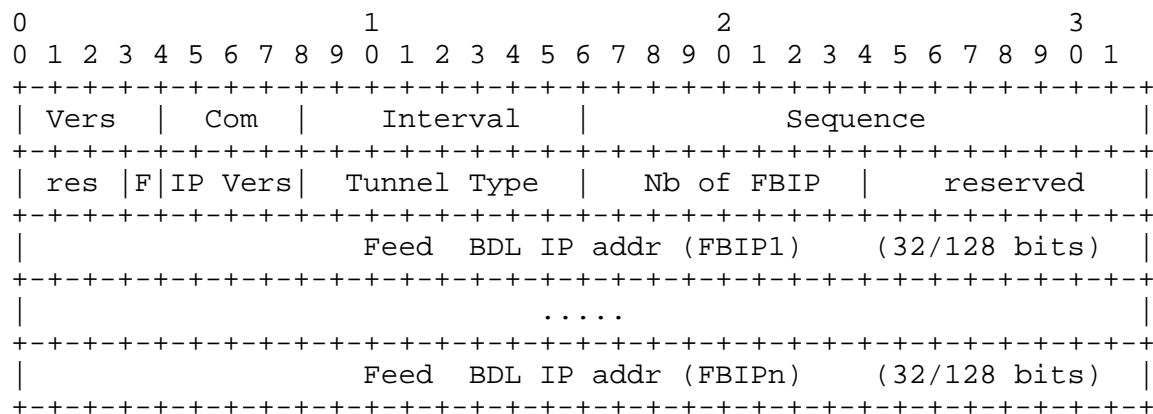 0                   1                   2                   3
0 1 2 3 4 5 6 7 8 9 0 1 2 3 4 5 6 7 8 9 0 1 2 3 4 5 6 7 8 9 0 1
+-+-+-+-+-+-+-+-+-+-+-+-+-+-+-+-+-+-+-+-+-+-+-+-+-+-+-+-+-+-+-+-+
| Vers  |  Com  |    Interval   |           Sequence            |
+-+-+-+-+-+-+-+-+-+-+-+-+-+-+-+-+-+-+-+-+-+-+-+-+-+-+-+-+-+-+-+-+
| res |F|IP Vers|  Tunnel Type  |   Nb of FBIP  |    reserved   |
+-+-+-+-+-+-+-+-+-+-+-+-+-+-+-+-+-+-+-+-+-+-+-+-+-+-+-+-+-+-+-+-+
|                   Feed  BDL IP addr (FBIP1)    (32/128 bits)  |
+-+-+-+-+-+-+-+-+-+-+-+-+-+-+-+-+-+-+-+-+-+-+-+-+-+-+-+-+-+-+-+-+
|                             .....                             |
+-+-+-+-+-+-+-+-+-+-+-+-+-+-+-+-+-+-+-+-+-+-+-+-+-+-+-+-+-+-+-+-+
|                   Feed  BDL IP addr (FBIPn)    (32/128 bits)  |
+-+-+-+-+-+-+-+-+-+-+-+-+-+-+-+-+-+-+-+-+-+-+-+-+-+-+-+-+-+-+-+-+